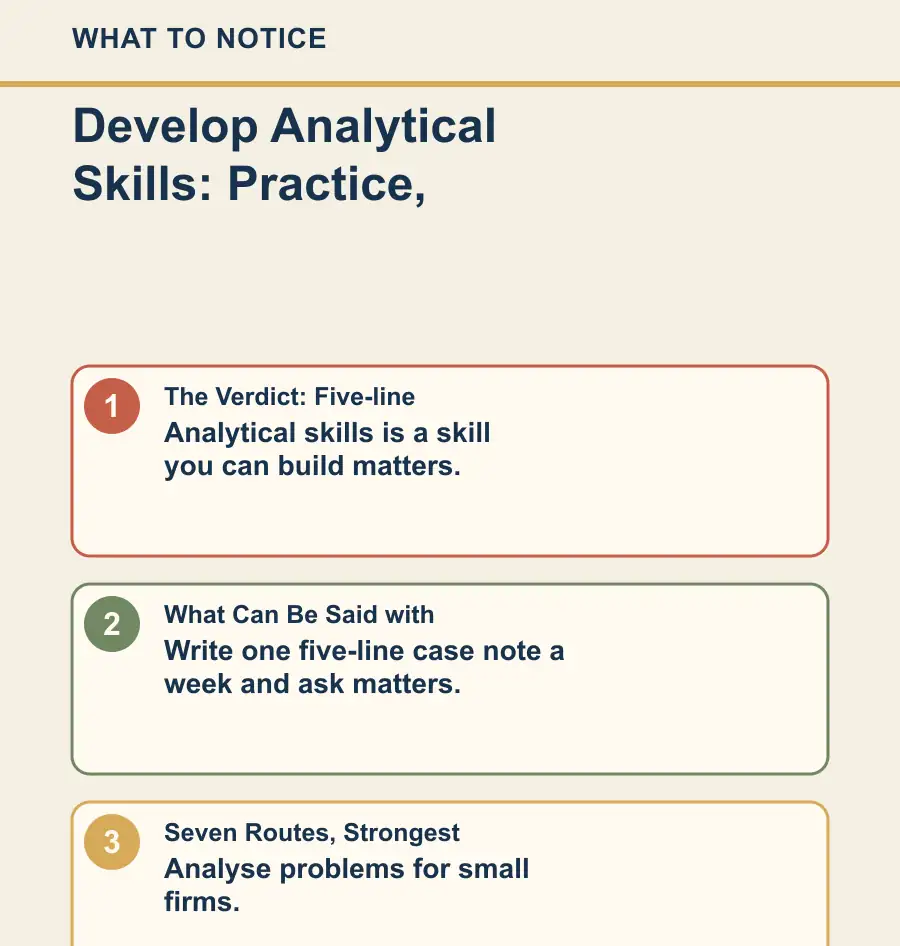 WHAT TO NOTICE
Develop Analytical
Skills: Practice,
1
The Verdict: Five-line
Analytical skills is a skill
you can build matters.
2
What Can Be Said with
Write one five-line case note a
week and ask matters.
3
Seven Routes, Strongest
Analyse problems for small
firms.